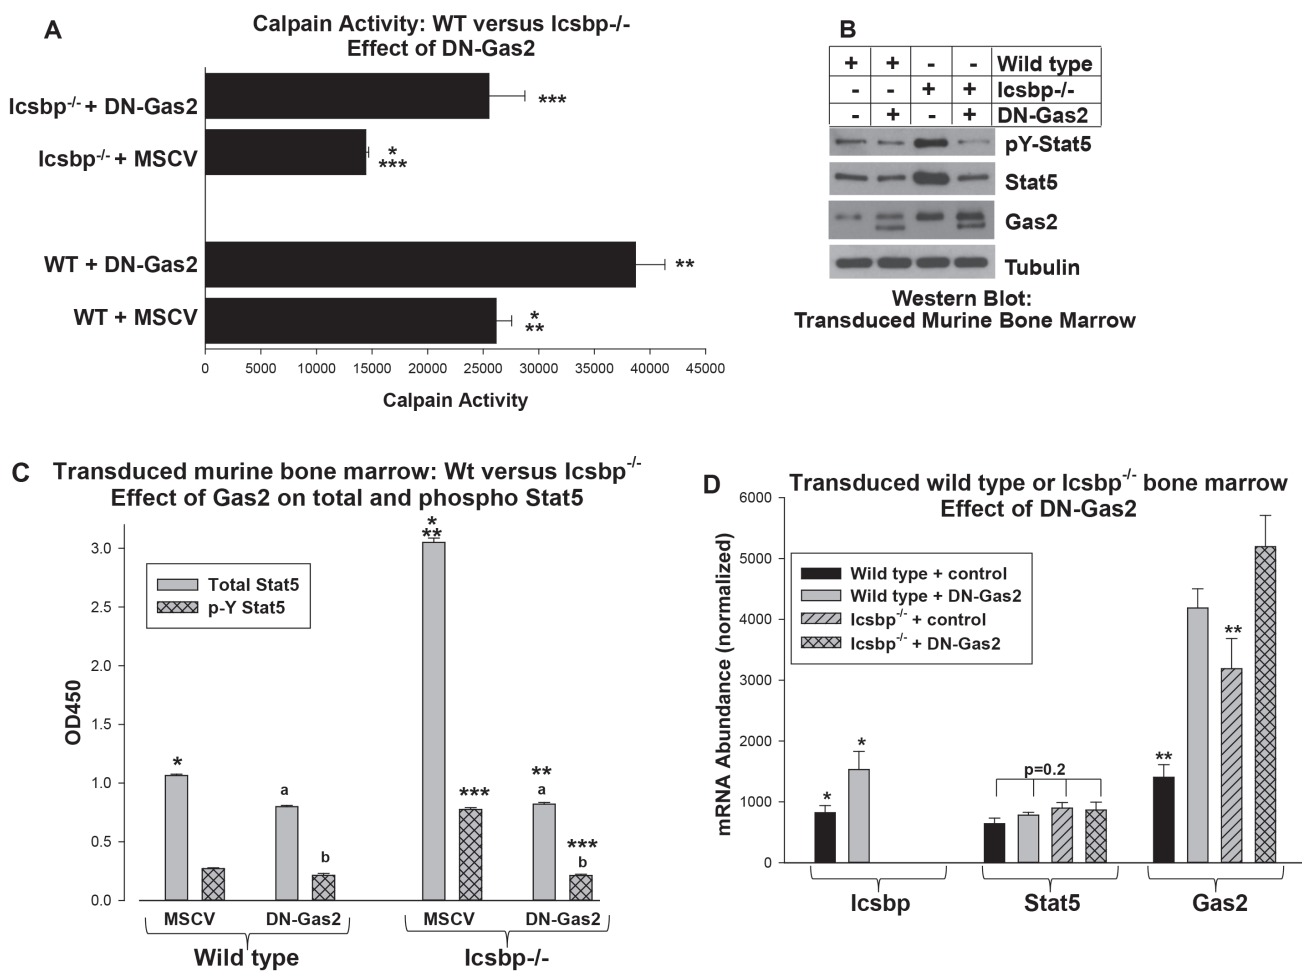 A
Calpain Activity: WT versus Icsbp-/-
Effect of DN-Gas2
Icsbp-/- + DN-Gas2
***
Icsbp-/- + MSCV
*
***
WT + DN-Gas2
**
WT + MSCV
*
**
0 5000 10000 15000 20000 25000 30000 35000 40000 45000
Calpain Activity
B
+ + - - Wild type
- - + + Icsbp-/-
- + - + DN-Gas2
pY-Stat5
Stat5
Gas2
Tubulin
Western Blot:
Transduced Murine Bone Marrow
C
Transduced murine bone marrow: Wt versus Icsbp-/-
Effect of Gas2 on total and phospho Stat5
OD450
3.0
2.5
2.0
1.5
1.0
0.5
0.0
Total Stat5
p-Y Stat5
*
a
b
*
**
***
**
a
***
b
MSCV DN-Gas2 MSCV DN-Gas2
Wild type Icsbp-/-
D
Transduced wild type or Icsbp-/- bone marrow
Effect of DN-Gas2
mRNA Abundance (normalized)
6000
5000
4000
3000
2000
1000
0
Wild type + control
Wild type + DN-Gas2
Icsbp-/- + control
Icsbp-/- + DN-Gas2
*
*
p=0.2
**
**
Icsbp Stat5 Gas2